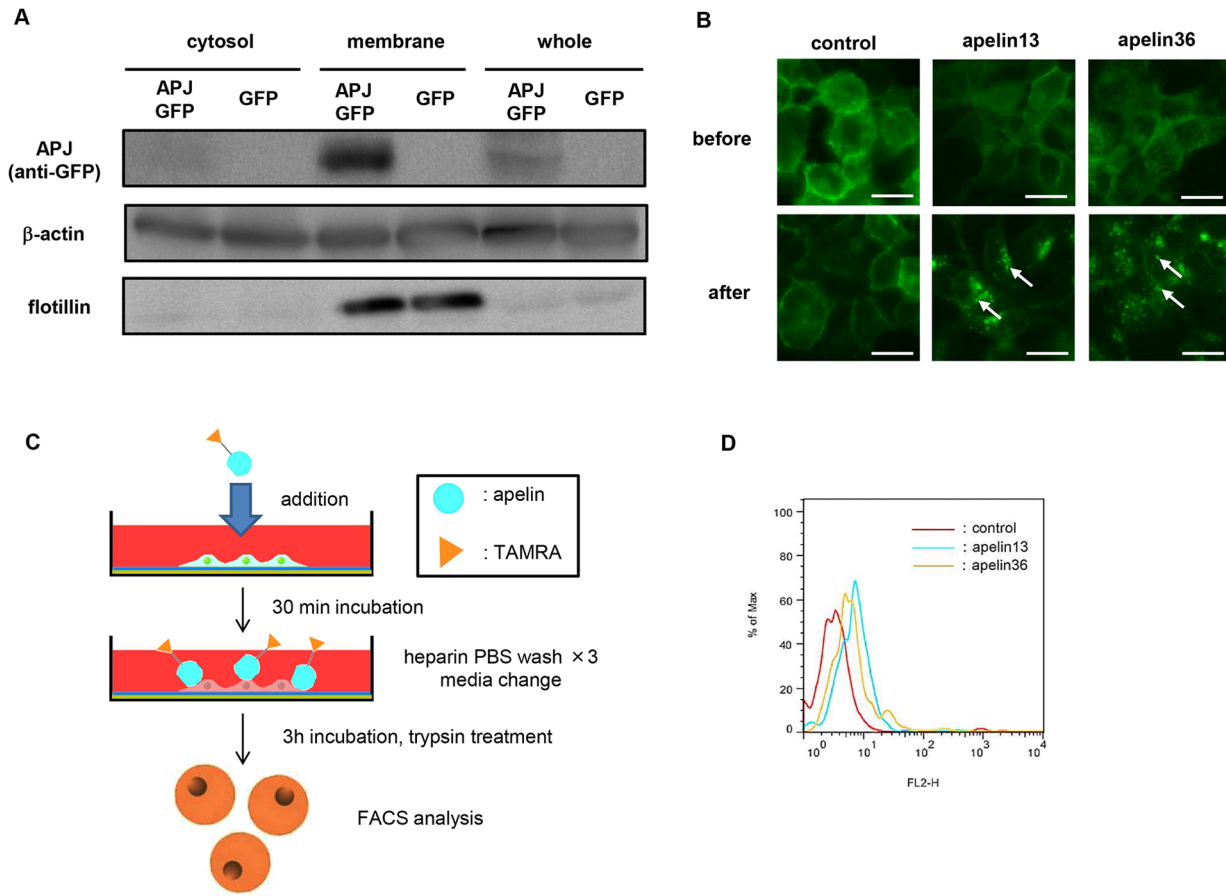 A
cytosol membrane whole
APJ GFP GFP APJ GFP GFP APJ GFP GFP
APJ
(anti-GFP)
β-actin
flotillin
B
control apelin13 apelin36
before
after
C
addition
: apelin
: TAMRA
30 min incubation
heparin PBS wash ×3
media change
3h incubation, trypsin treatment
FACS analysis
D
100
80
60
40
20
0
% of Max
: control
: apelin13
: apelin36
10⁰ 10¹ 10² 10³ 10⁴
FL2-H